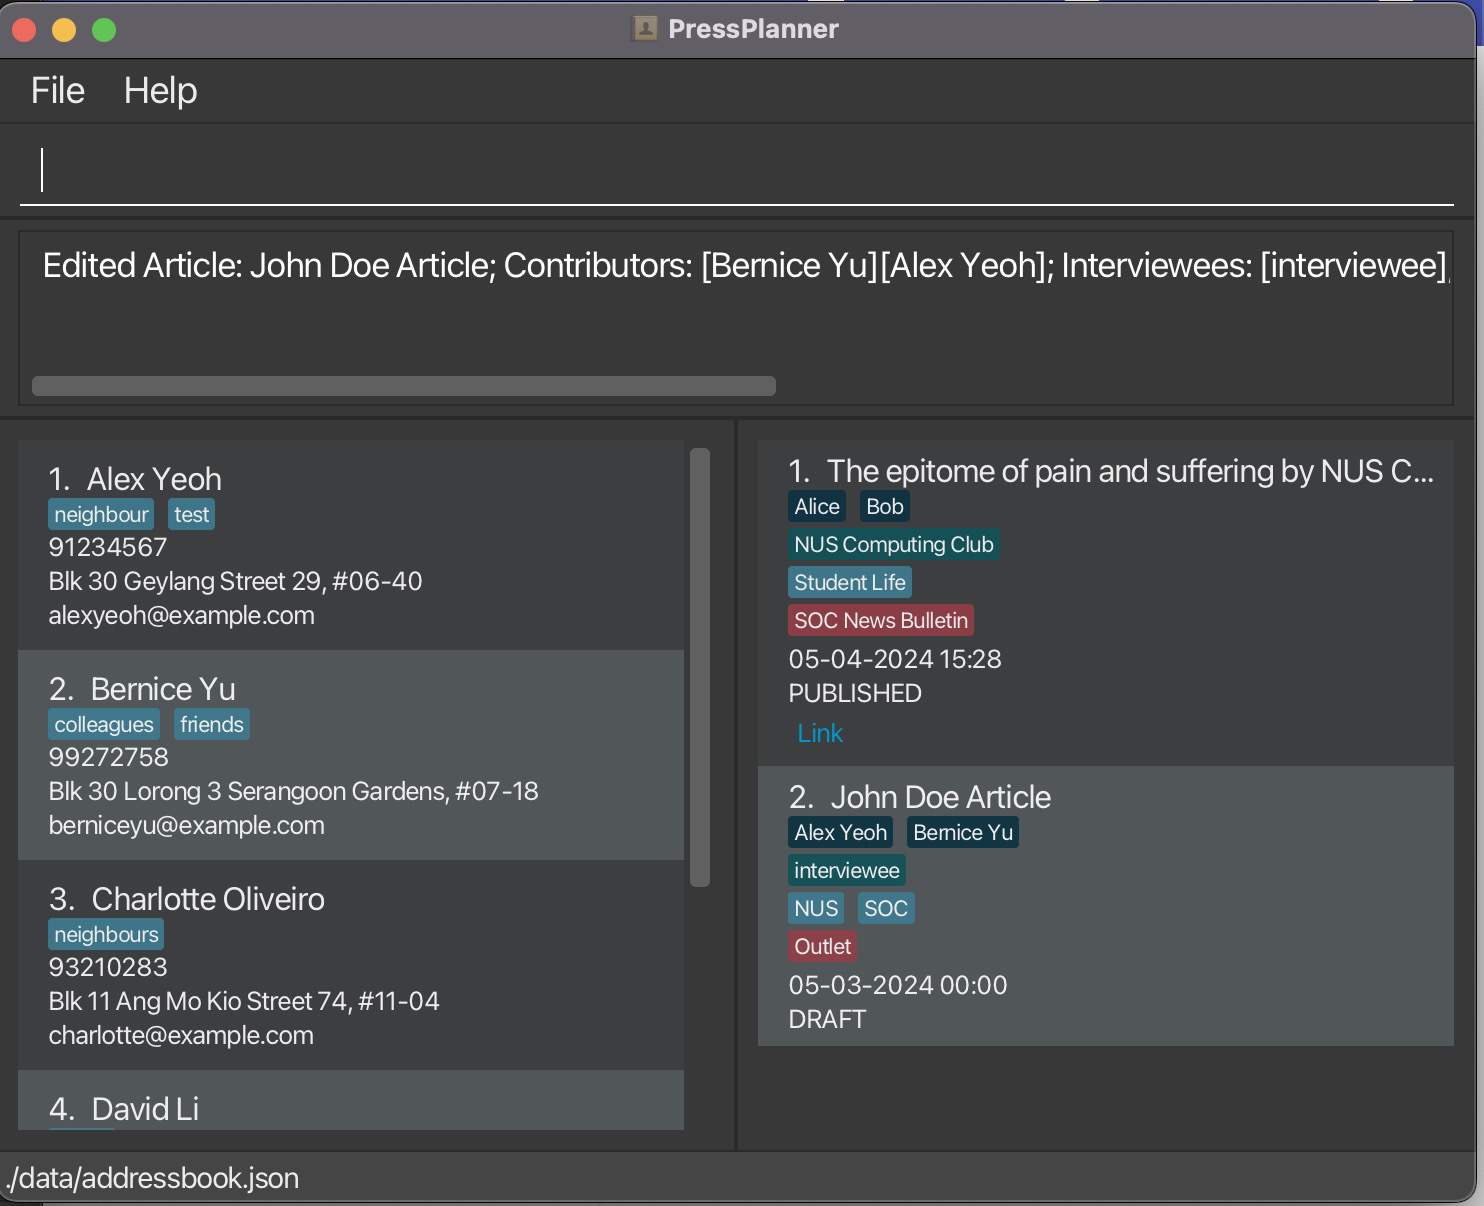 PressPlanner
File Help
Edited Article: John Doe Article; Contributors: [Bernice Yu][Alex Yeoh]; Interviewees: [interviewee],
1. Alex Yeoh
neighbour test
91234567
Blk 30 Geylang Street 29, #06-40
alexyeoh@example.com
2. Bernice Yu
colleagues friends
99272758
Blk 30 Lorong 3 Serangoon Gardens, #07-18
berniceyu@example.com
3. Charlotte Oliveiro
neighbours
93210283
Blk 11 Ang Mo Kio Street 74, #11-04
charlotte@example.com
4. David Li
1. The epitome of pain and suffering by NUS C...
Alice Bob
NUS Computing Club
Student Life
SOC News Bulletin
05-04-2024 15:28
PUBLISHED
Link
2. John Doe Article
Alex Yeoh Bernice Yu
interviewee
NUS SOC
Outlet
05-03-2024 00:00
DRAFT
./data/addressbook.json